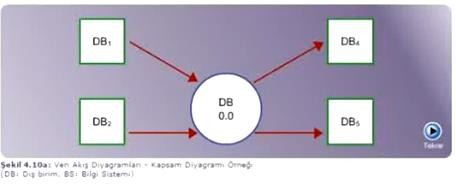 DB1
DB4
DB
0.0
DB2
DB5
Tekrar
Şekil 4.10a: Veri Akış Diyagramları - Kapsam Diyagramı Örneği
(DB: Dış birim, BS: Bilgi Sistemi)